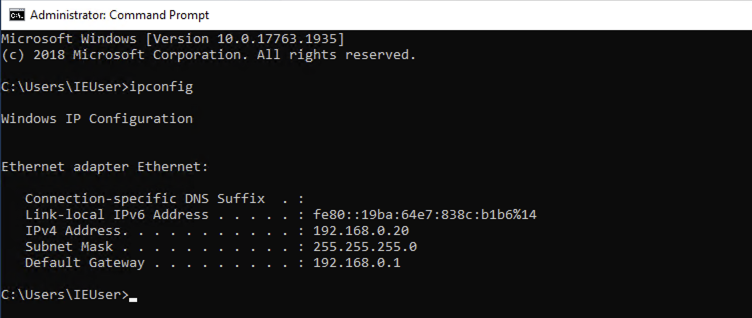 Administrator: Command Prompt
Microsoft Windows [Version 10.0.17763.1935]
(c) 2018 Microsoft Corporation. All rights reserved.
C:\Users\IEUser>ipconfig
Windows IP Configuration
Ethernet adapter Ethernet:
   Connection-specific DNS Suffix  . :
   Link-local IPv6 Address . . . . . : fe80::19ba:64e7:838c:b1b6%14
   IPv4 Address. . . . . . . . . . . : 192.168.0.20
   Subnet Mask . . . . . . . . . . . : 255.255.255.0
   Default Gateway . . . . . . . . . : 192.168.0.1
C:\Users\IEUser>